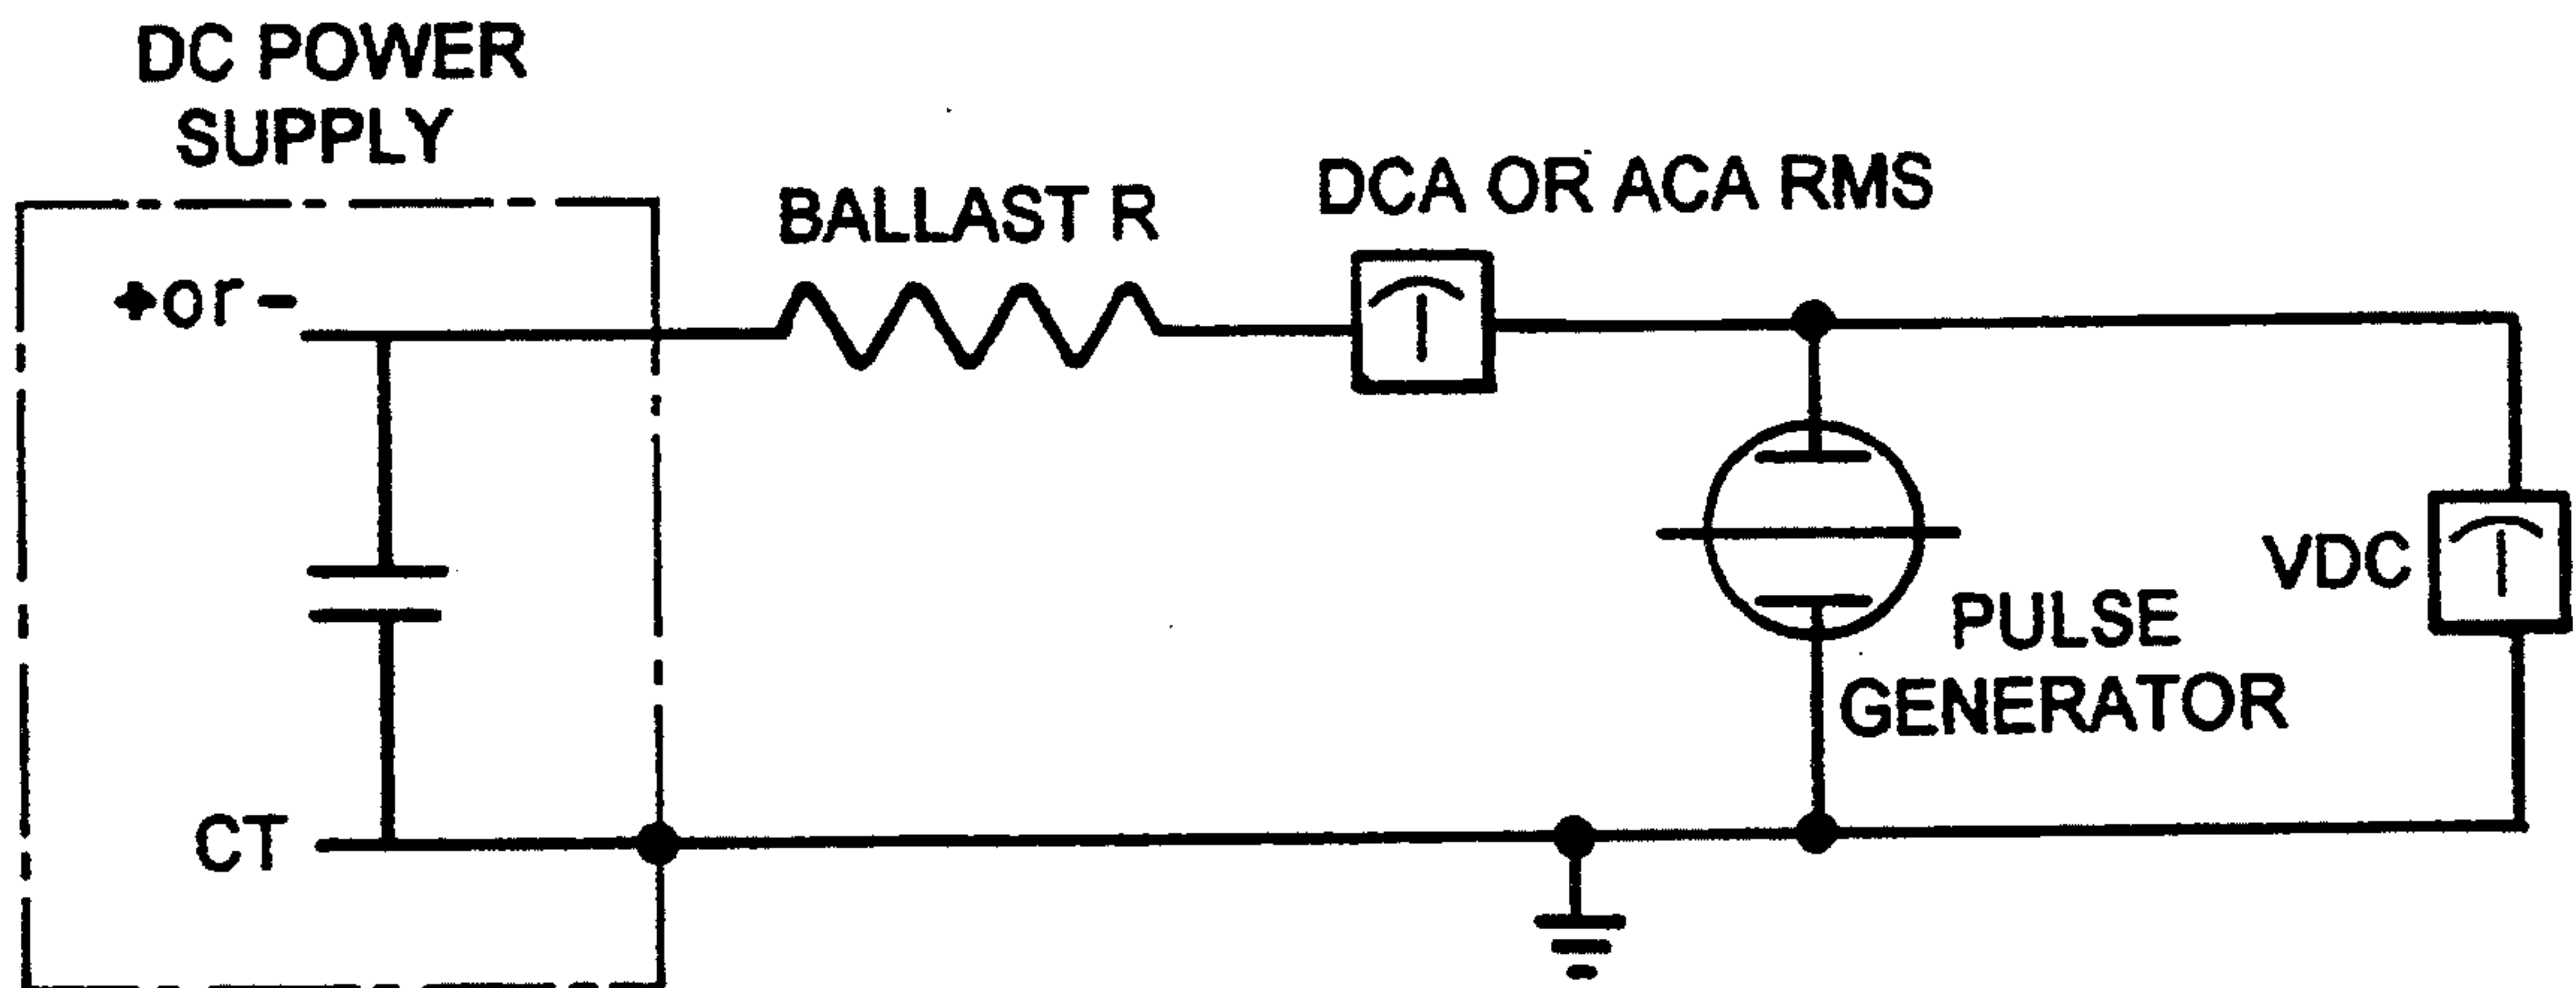 DC POWER
SUPPLY
+or-
BALLAST R
DCA OR ACA RMS
VDC
PULSE
GENERATOR
CT